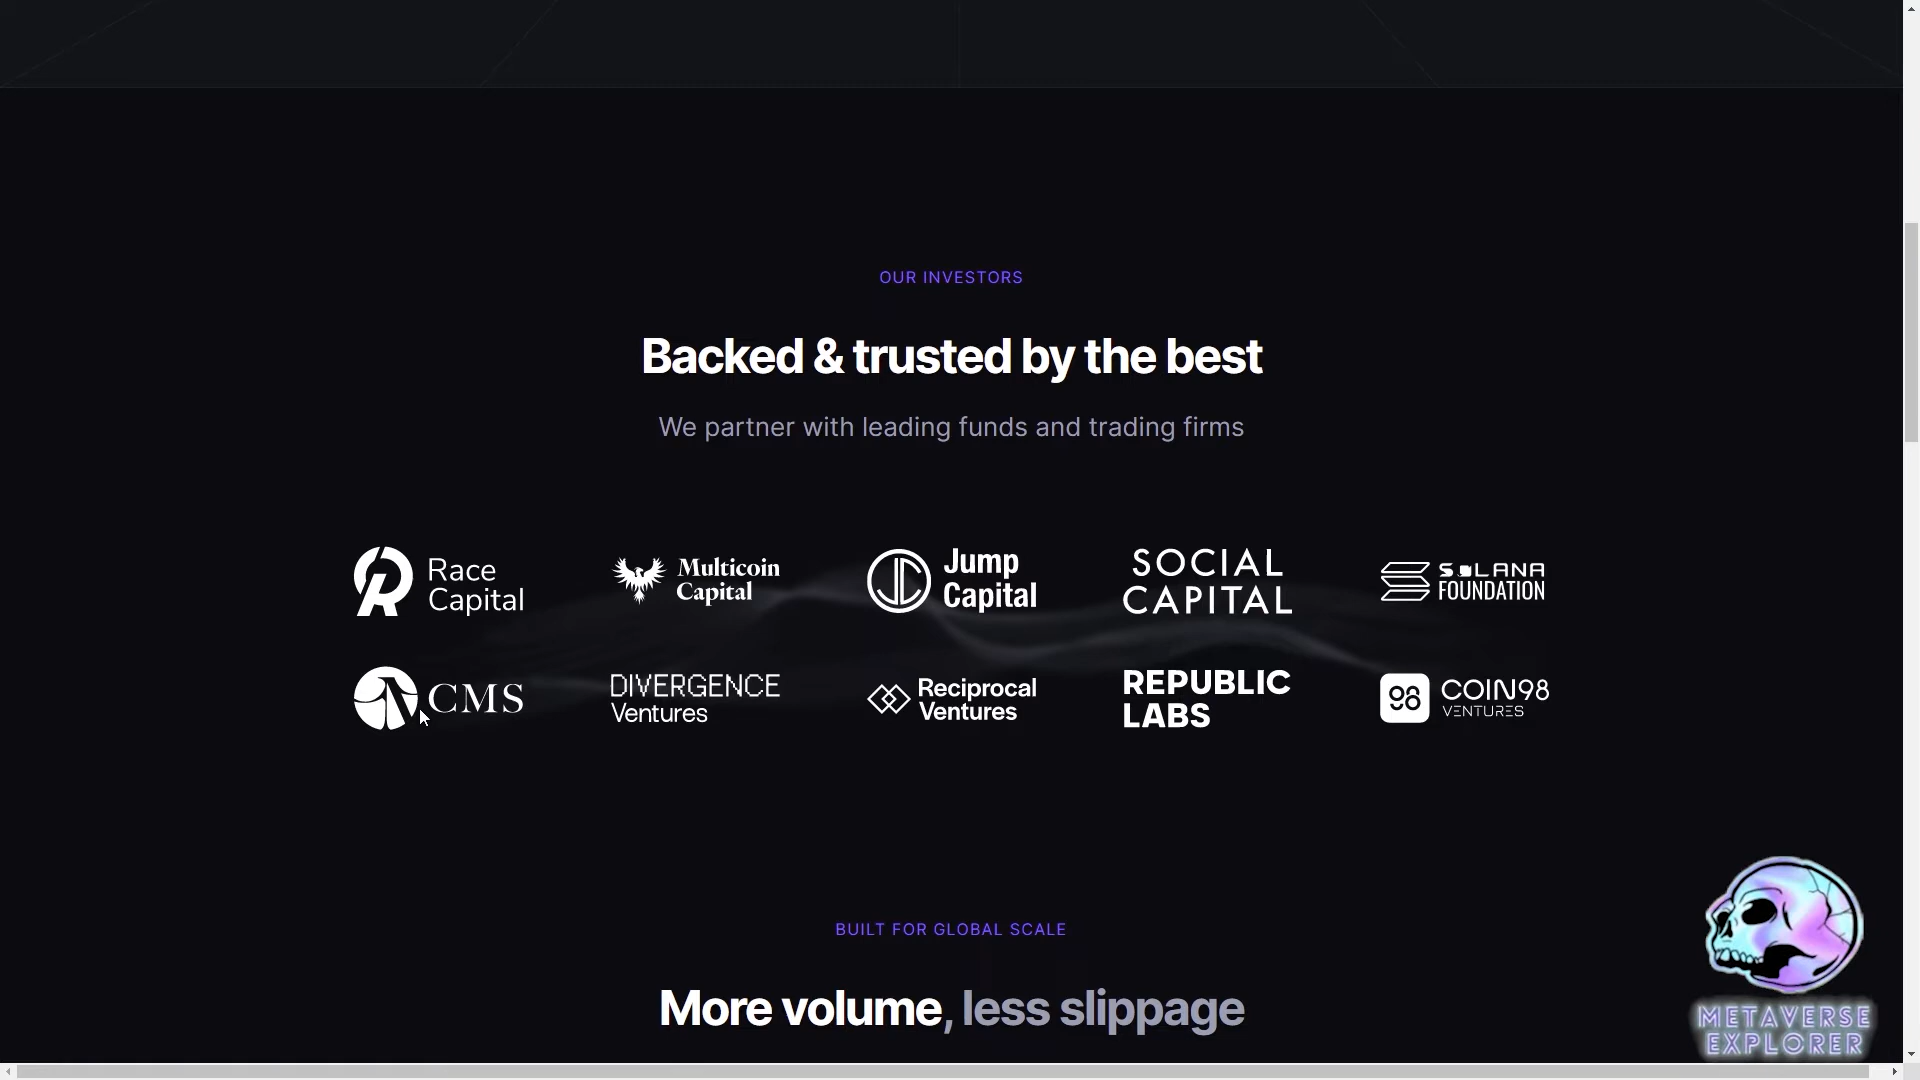 OUR INVESTORS
Backed & trusted by the best
We partner with leading funds and trading firms
Race
Capital
Multicoin
Capital
Jump
Capital
SOCIAL
CAPITAL
SOLANA
FOUNDATION
CMS
DIVERGENCE
Ventures
Reciprocal
Ventures
REPUBLIC
LABS
98
COIN98
VENTURES
BUILT FOR GLOBAL SCALE
More volume, less slippage
METAVERSE
EXPLORER